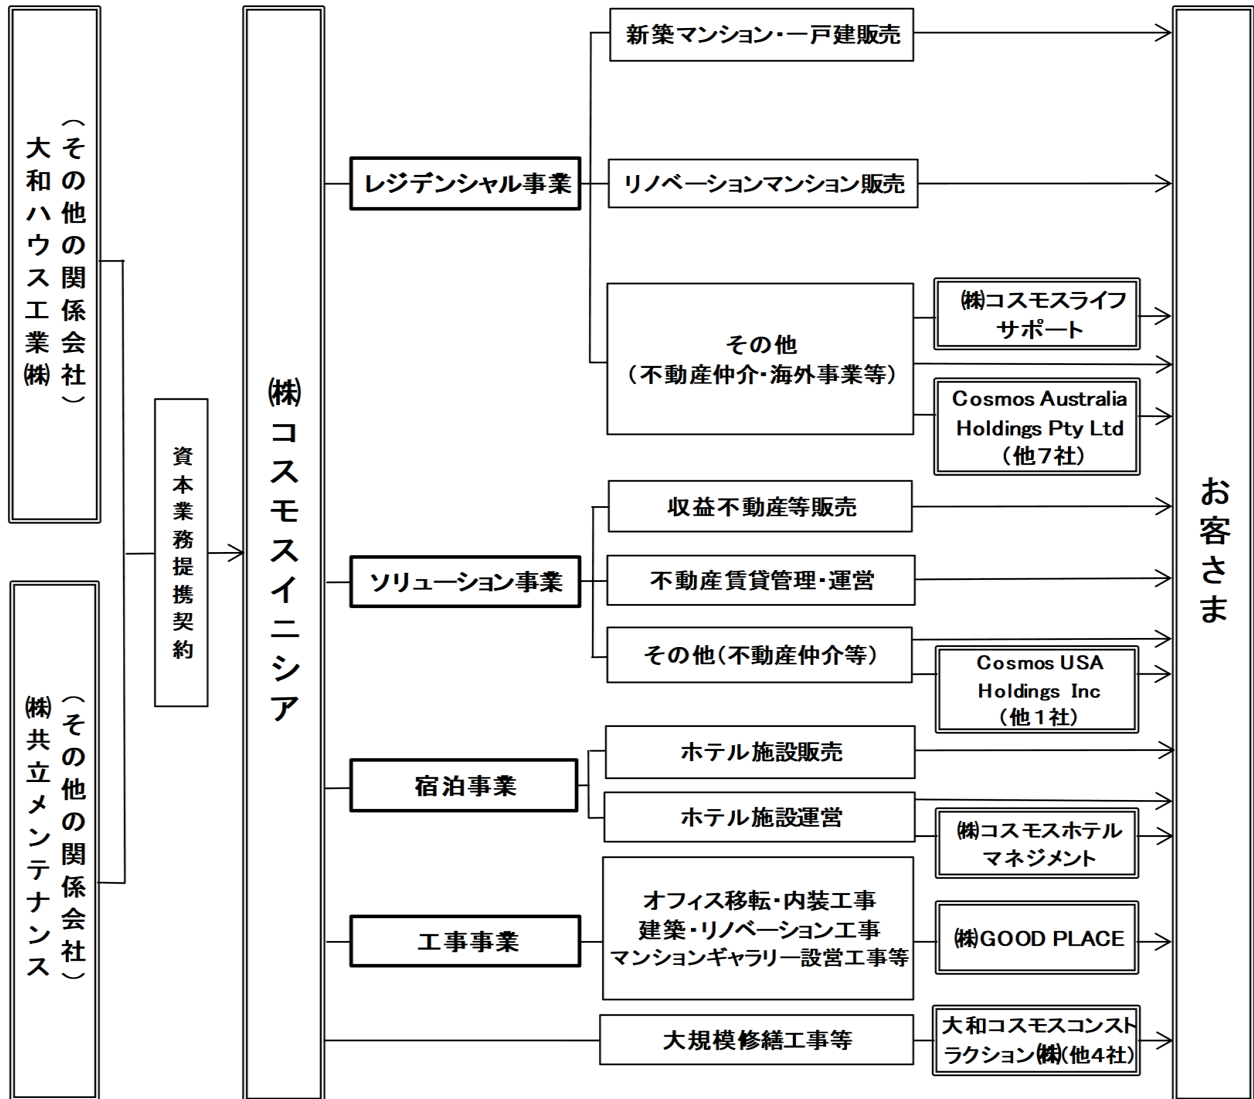 大和ハウス工業㈱
（その他の関係会社）
㈱共立メンテナンス
（その他の関係会社）
資本業務提携契約
㈱コスモスイニシア
レジデンシャル事業
新築マンション・一戸建販売
リノベーションマンション販売
その他
（不動産仲介・海外事業等）
㈱コスモスライフ
サポート
Cosmos Australia
Holdings Pty Ltd
（他7社）
ソリューション事業
収益不動産等販売
不動産賃貸管理・運営
その他（不動産仲介等）
Cosmos USA
Holdings Inc
（他1社）
宿泊事業
ホテル施設販売
ホテル施設運営
㈱コスモスホテル
マネジメント
工事事業
オフィス移転・内装工事
建築・リノベーション工事
マンションギャラリー設営工事等
㈱GOOD PLACE
大規模修繕工事等
大和コスモスコンスト
ラクション㈱(他4社)
お客さま